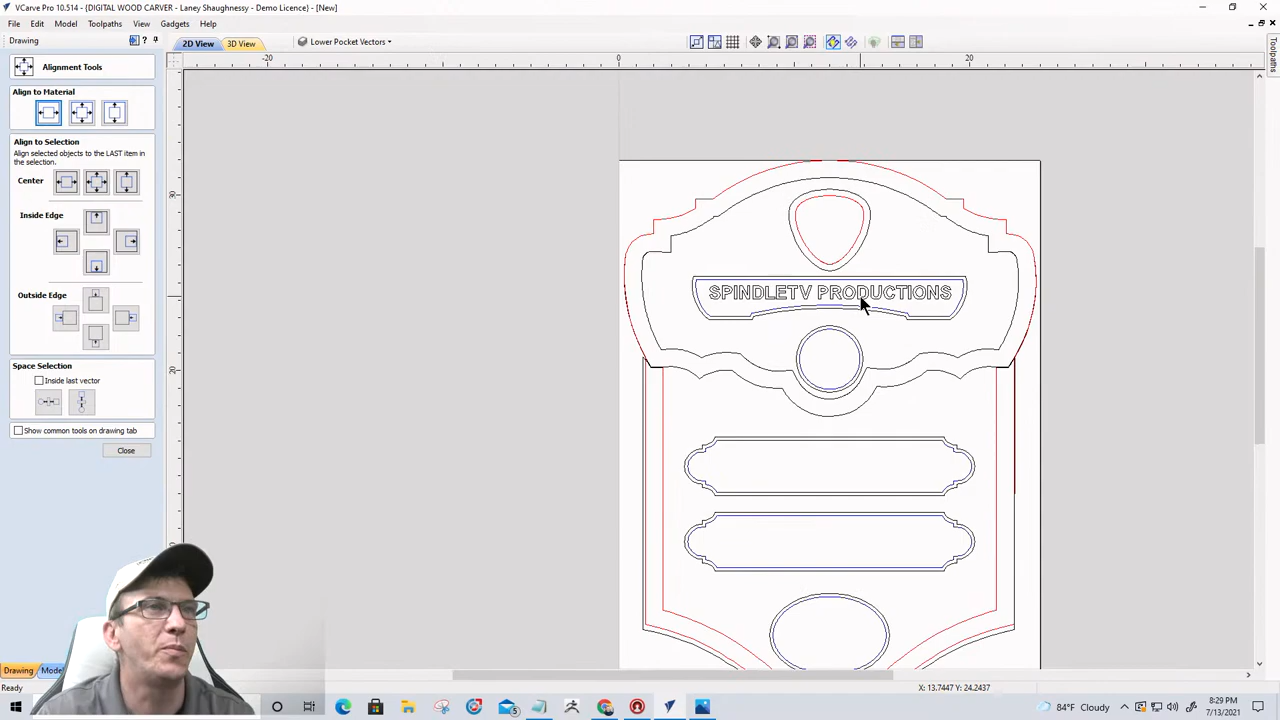 VCarve Pro 10.514 - {DIGITAL WOOD CARVER - Laney Shaughnessy - Demo Licence} - [New]
File Edit Model Toolpaths View Gadgets Help
Drawing
2D View 3D View Lower Pocket Vectors
Toolpaths
-20 0 20
Alignment Tools
Align to Material
Align to Selection
Align selected objects to the LAST item in
the selection.
Center
Inside Edge
Outside Edge
Space Selection
Inside last vector
Show common tools on drawing tab
Close
30
20
SPINDLETV PRODUCTIONS
Drawing
Ready
X: 13.7447 Y: 24.2437
5
84°F Cloudy
8:29 PM
7/13/2021